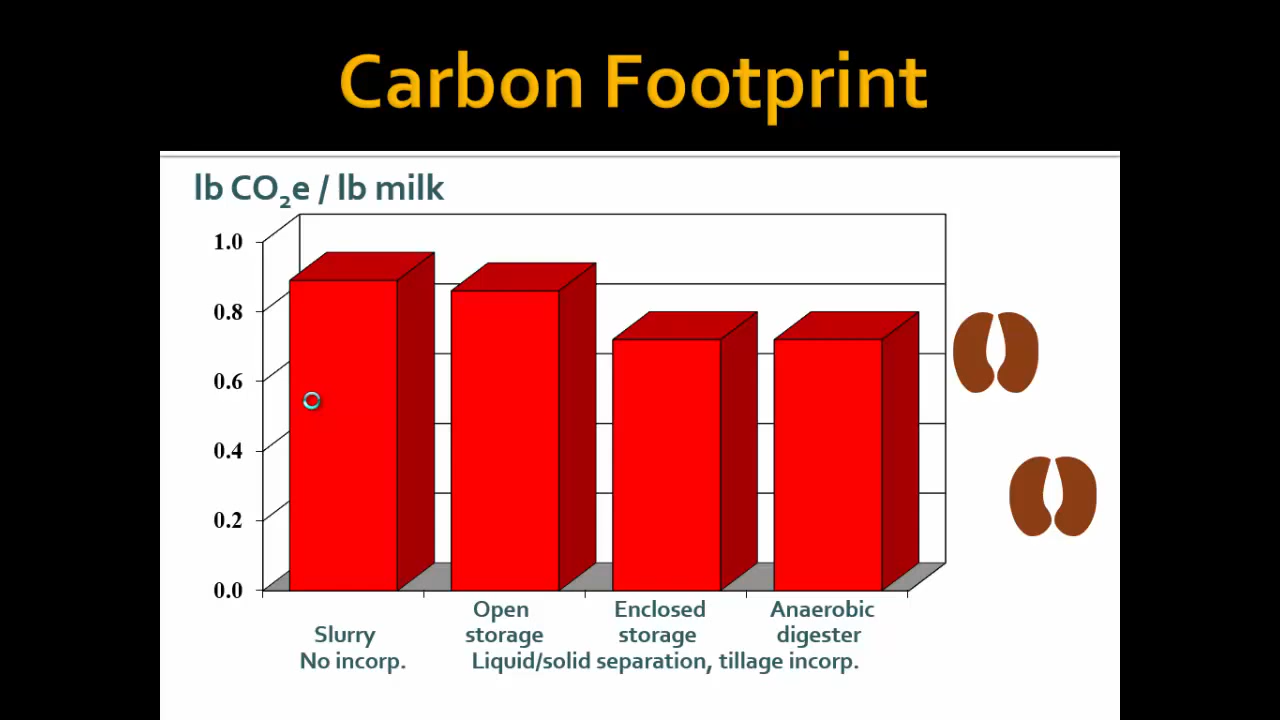 Carbon Footprint
lb CO₂e / lb milk
1.0
0.8
0.6
0.4
0.2
0.0
Slurry
No incorp.
Open
storage
Enclosed
storage
Anaerobic
digester
Liquid/solid separation, tillage incorp.